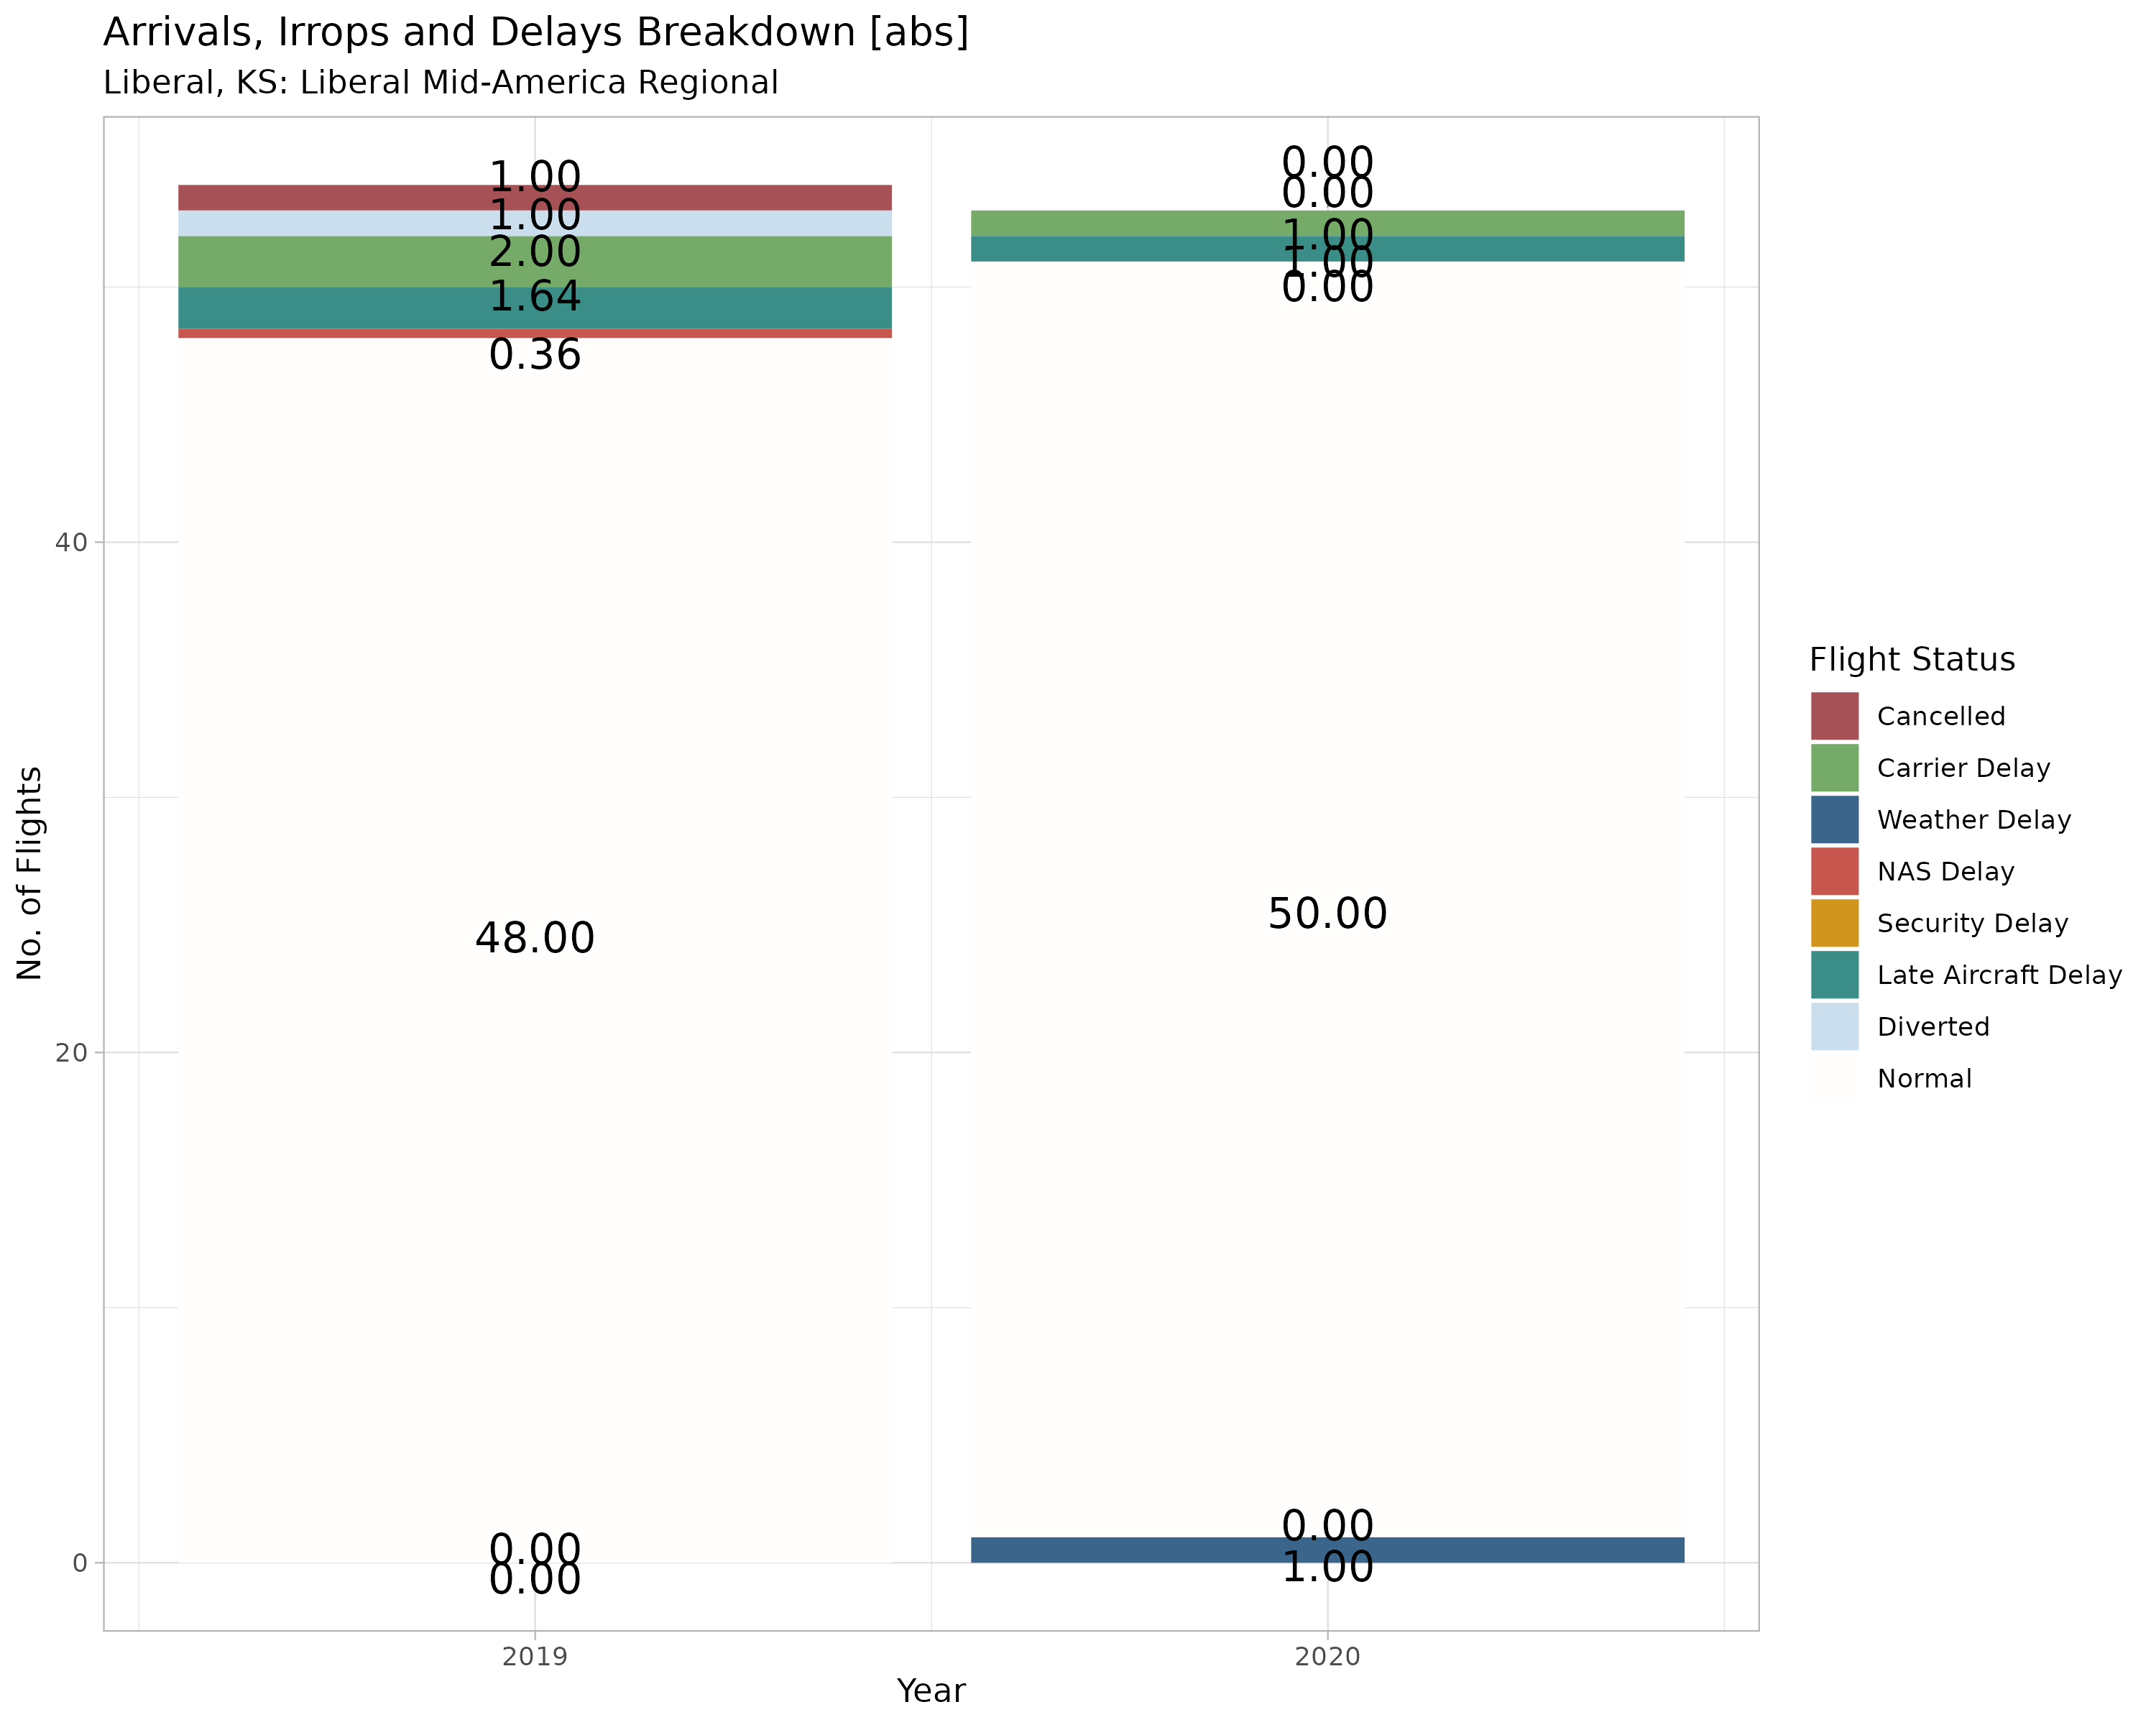 Arrivals, Irrops and Delays Breakdown [abs]
Liberal, KS: Liberal Mid-America Regional
1.00
1.00
2.00
1.64
0.36
48.00
0.00
0.00
0.00
0.00
1.00
1.00
0.00
50.00
0.00
1.00
40
20
0
No. of Flights
2019
2020
Year
Flight Status
Cancelled
Carrier Delay
Weather Delay
NAS Delay
Security Delay
Late Aircraft Delay
Diverted
Normal